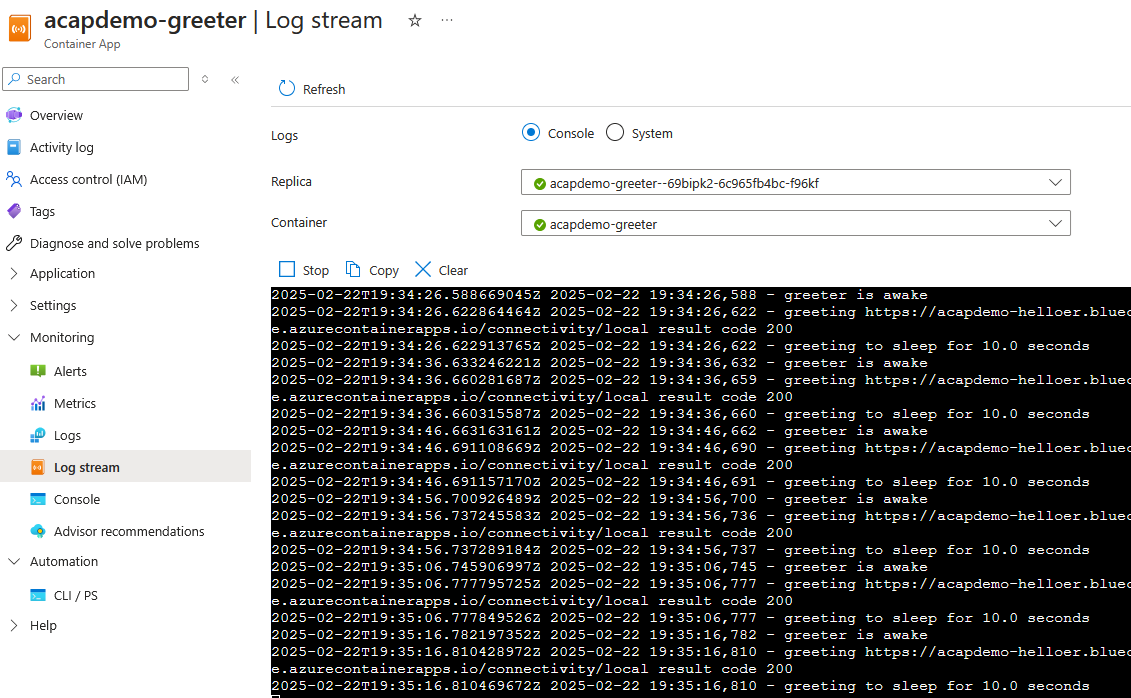 acapdemo-greeter | Log stream
Container App
Search
Overview
Activity log
Access control (IAM)
Tags
Diagnose and solve problems
Application
Settings
Monitoring
Alerts
Metrics
Logs
Log stream
Console
Advisor recommendations
Automation
CLI / PS
Help
Refresh
Logs Console System
Replica acapdemo-greeter--69bipk2-6c965fb4bc-f96kf
Container acapdemo-greeter
Stop Copy Clear
2025-02-22T19:34:26.588669045Z 2025-02-22 19:34:26,588 - greeter is awake
2025-02-22T19:34:26.622864464Z 2025-02-22 19:34:26,622 - greeting https://acapdemo-helloer.bluec
e.azurecontainerapps.io/connectivity/local result code 200
2025-02-22T19:34:26.622913765Z 2025-02-22 19:34:26,622 - greeting to sleep for 10.0 seconds
2025-02-22T19:34:36.633246221Z 2025-02-22 19:34:36,632 - greeter is awake
2025-02-22T19:34:36.660281687Z 2025-02-22 19:34:36,659 - greeting https://acapdemo-helloer.bluec
e.azurecontainerapps.io/connectivity/local result code 200
2025-02-22T19:34:36.660315587Z 2025-02-22 19:34:36,660 - greeting to sleep for 10.0 seconds
2025-02-22T19:34:46.663163161Z 2025-02-22 19:34:46,662 - greeter is awake
2025-02-22T19:34:46.691108669Z 2025-02-22 19:34:46,690 - greeting https://acapdemo-helloer.bluec
e.azurecontainerapps.io/connectivity/local result code 200
2025-02-22T19:34:46.691157170Z 2025-02-22 19:34:46,691 - greeting to sleep for 10.0 seconds
2025-02-22T19:34:56.700926489Z 2025-02-22 19:34:56,700 - greeter is awake
2025-02-22T19:34:56.737245583Z 2025-02-22 19:34:56,736 - greeting https://acapdemo-helloer.bluec
e.azurecontainerapps.io/connectivity/local result code 200
2025-02-22T19:34:56.737289184Z 2025-02-22 19:34:56,737 - greeting to sleep for 10.0 seconds
2025-02-22T19:35:06.745906997Z 2025-02-22 19:35:06,745 - greeter is awake
2025-02-22T19:35:06.777795725Z 2025-02-22 19:35:06,777 - greeting https://acapdemo-helloer.bluec
e.azurecontainerapps.io/connectivity/local result code 200
2025-02-22T19:35:06.777849526Z 2025-02-22 19:35:06,777 - greeting to sleep for 10.0 seconds
2025-02-22T19:35:16.782197352Z 2025-02-22 19:35:16,782 - greeter is awake
2025-02-22T19:35:16.810428972Z 2025-02-22 19:35:16,810 - greeting https://acapdemo-helloer.bluec
e.azurecontainerapps.io/connectivity/local result code 200
2025-02-22T19:35:16.810469672Z 2025-02-22 19:35:16,810 - greeting to sleep for 10.0 seconds